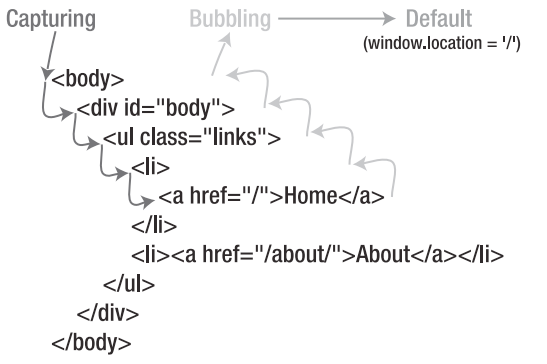 Capturing Bubbling Default
(window.location = '/')
<body>
<div id="body">
<ul class="links">
<li>
<a href="/">Home</a>
</li>
<li><a href="/about/">About</a></li>
</ul>
</div>
</body>